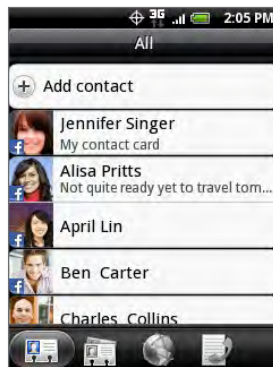 3G 2:05 PM
All
Add contact
Jennifer Singer
My contact card
Alisa Pritts
Not quite ready yet to travel tom...
April Lin
Ben Carter
Charles Collins